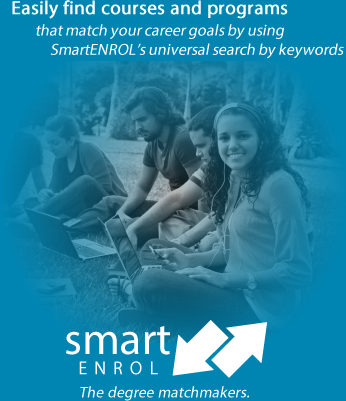 Easily find courses and programs
that match your career goals by using
SmartENROL's universal search by keywords
smart
ENROL
The degree matchmakers.